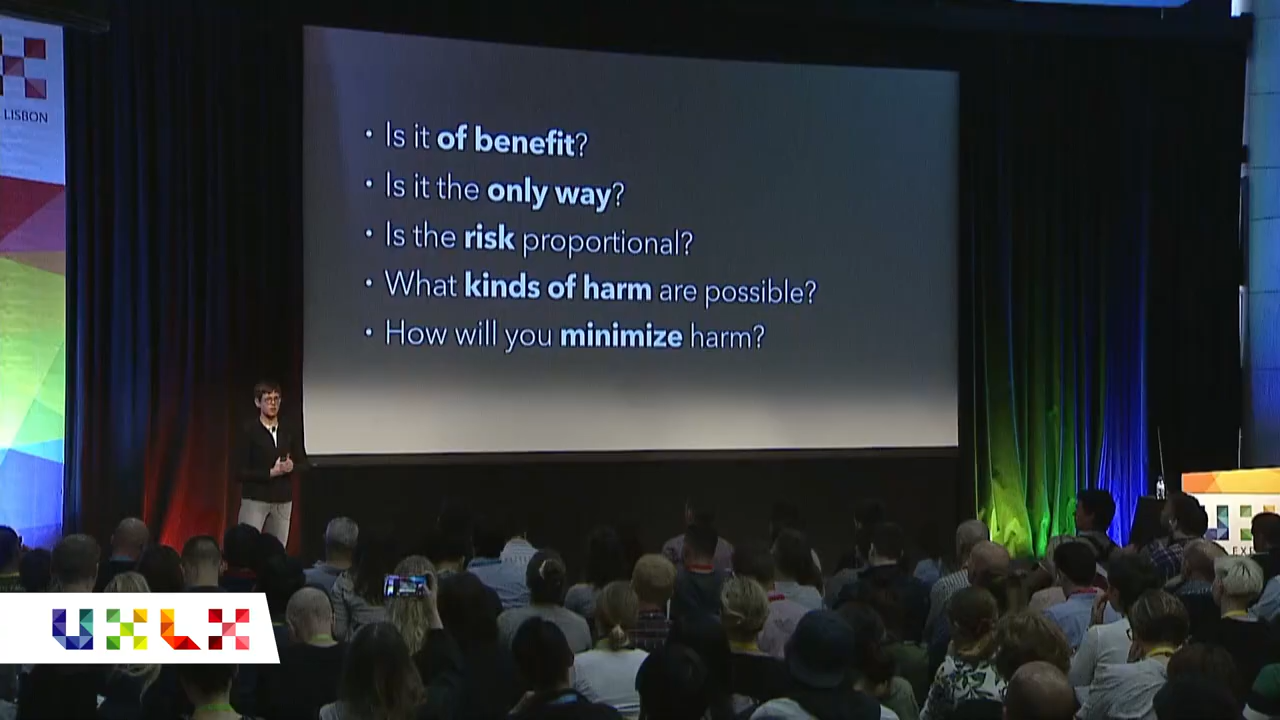 LISBON
• Is it of benefit?
• Is it the only way?
• Is the risk proportional?
• What kinds of harm are possible?
• How will you minimize harm?
UXLX